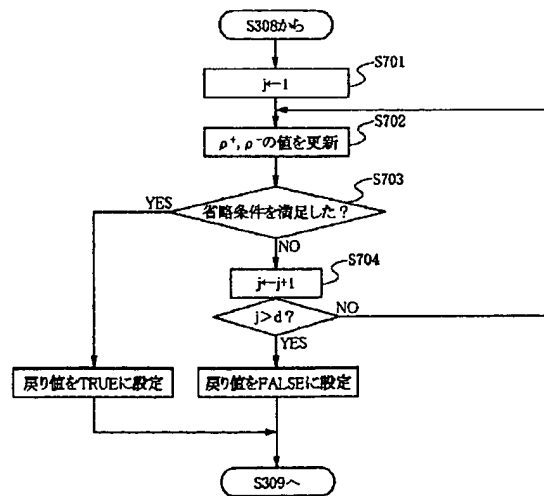 S308から
S701
j←1
S702
ρ⁺, ρ⁻の値を更新
S703
YES
省略条件を満足した?
NO
S704
j←j+1
NO
j>d?
YES
戻り値をTRUEに設定
戻り値をFALSEに設定
S309へ